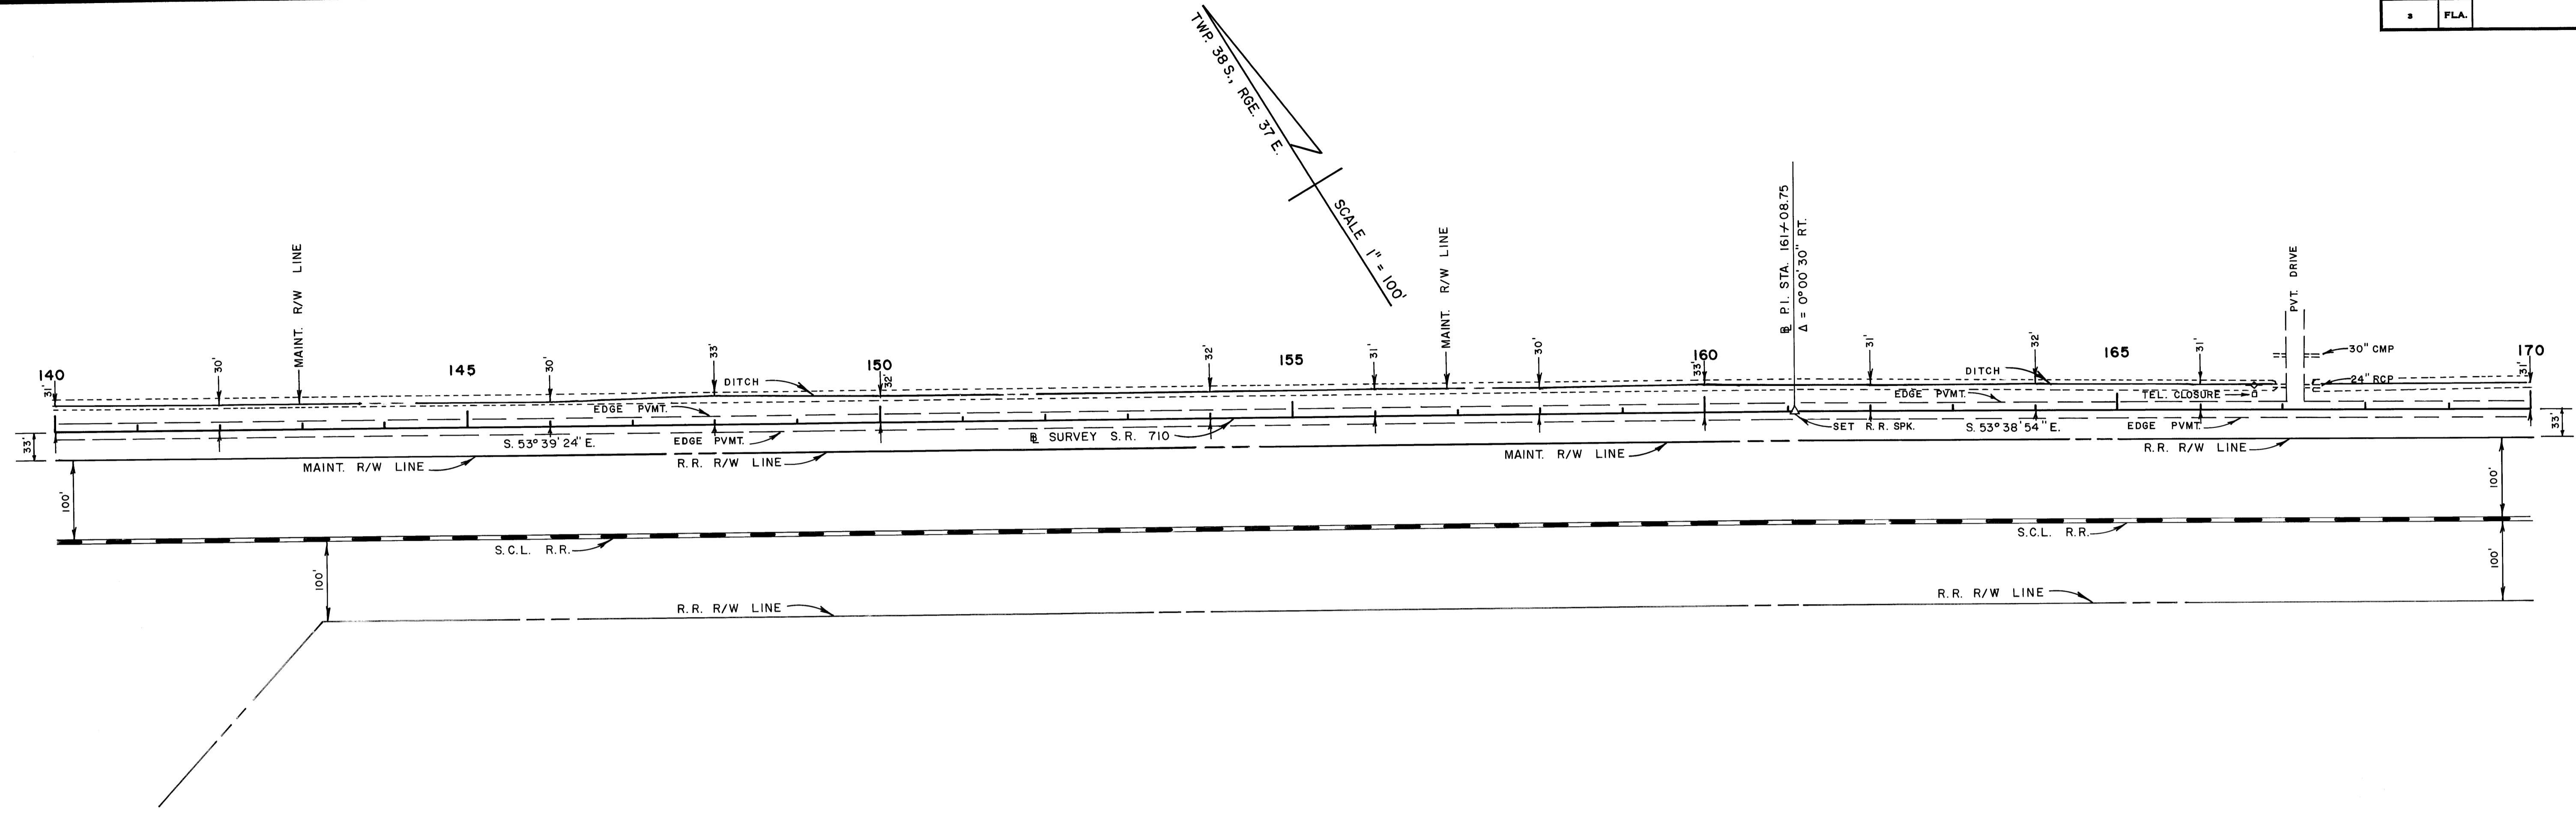 3 FLA.
TWP. 38 S., RGE. 37 E.
SCALE 1" = 100'
MAINT. R/W LINE
MAINT. R/W LINE
℄ P.I. STA. 161+08.75
Δ = 0°00'30" RT.
PVT. DRIVE
30" CMP
24" RCP
140
145
150
155
160
165
170
31'
30'
30'
33'
32'
32'
31'
30'
33'
31'
32'
31'
31'
DITCH
DITCH
EDGE PVMT.
EDGE PVMT.
TEL. CLOSURE
33'
S. 53° 39' 24" E.
EDGE PVMT.
SURVEY S.R. 710
SET R.R. SPK.
S. 53° 38' 54" E.
EDGE PVMT.
33'
MAINT. R/W LINE
R.R. R/W LINE
MAINT. R/W LINE
R.R. R/W LINE
100'
100'
S.C.L. R.R.
S.C.L. R.R.
100'
100'
R.R. R/W LINE
R.R. R/W LINE